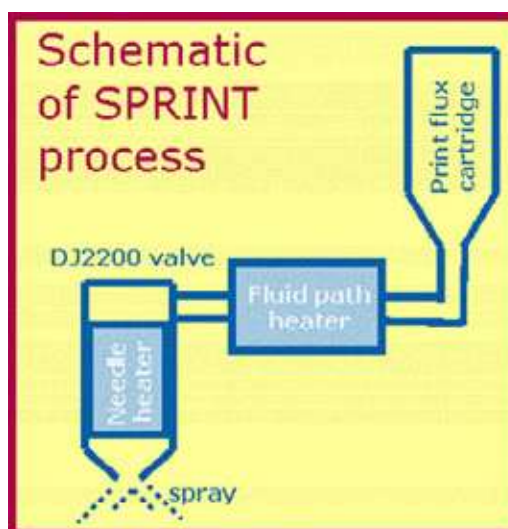 Schematic
of SPRINT
process
Print flux
cartridge
DJ2200 valve
Fluid path
heater
Needle
heater
spray